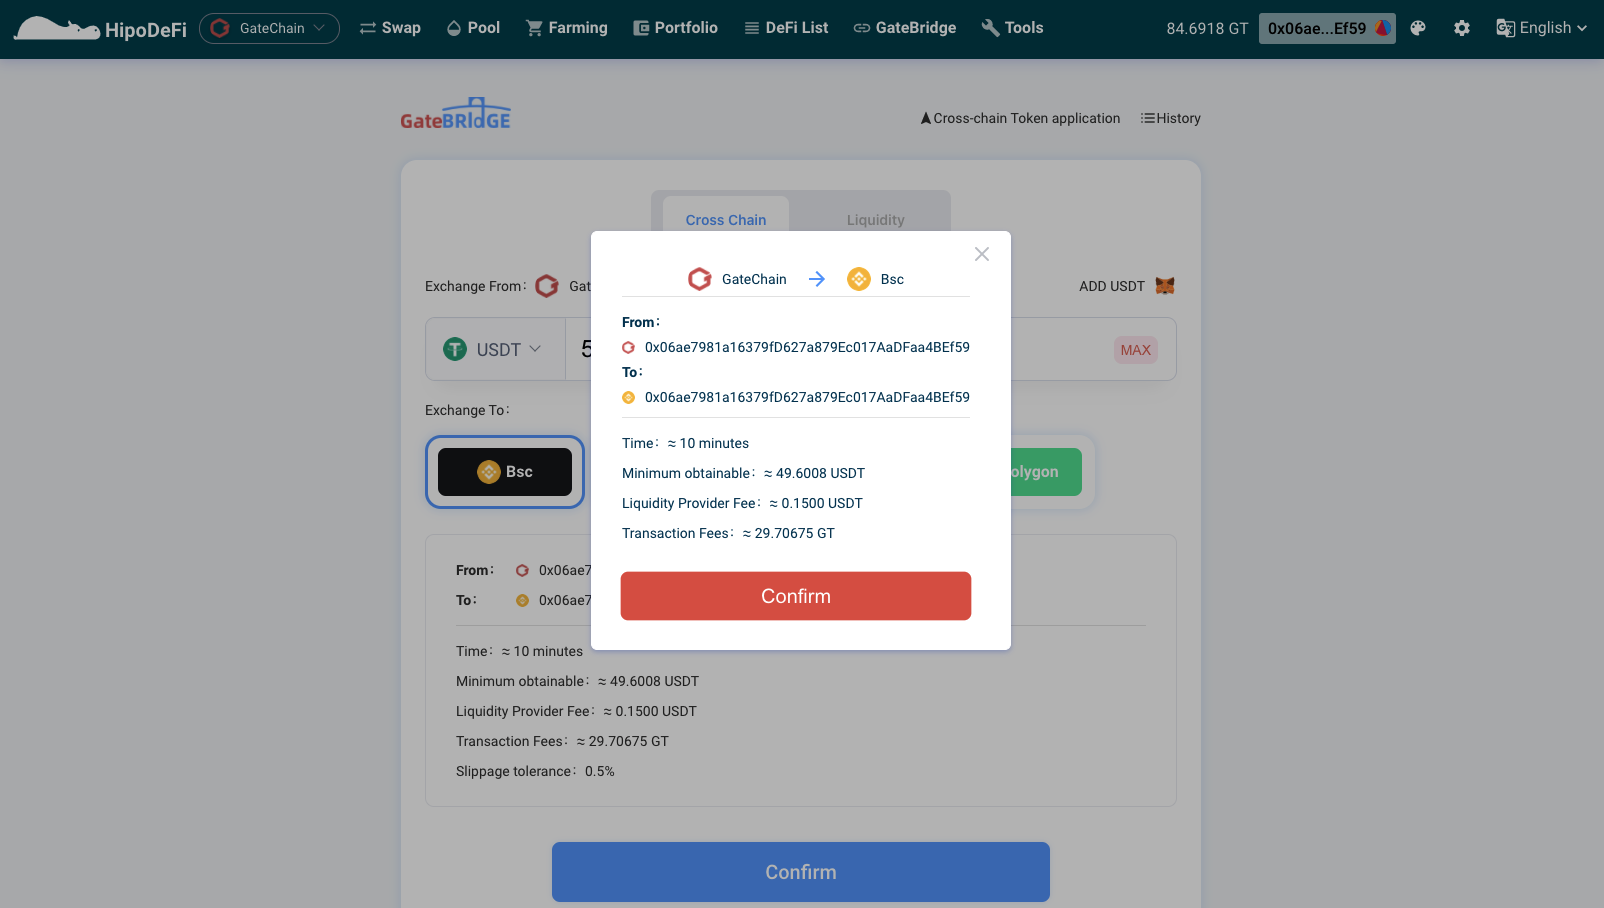 HipoDeFi GateChain Swap Pool Farming Portfolio DeFi List GateBridge Tools 84.6918 GT 0x06ae...Ef59 English
GateBRIdGE
Cross-chain Token application History
Cross Chain Liquidity
GateChain Bsc
Exchange From: Gat ADD USDT
From:
USDT 5 0x06ae7981a16379fD627a879Ec017AaDFaa4BEf59 MAX
To:
0x06ae7981a16379fD627a879Ec017AaDFaa4BEf59
Exchange To:
Time: ≈ 10 minutes
Bsc Minimum obtainable: ≈ 49.6008 USDT olygon
Liquidity Provider Fee: ≈ 0.1500 USDT
Transaction Fees: ≈ 29.70675 GT
Confirm
From: 0x06ae7
To: 0x06ae7
Time: ≈ 10 minutes
Minimum obtainable: ≈ 49.6008 USDT
Liquidity Provider Fee: ≈ 0.1500 USDT
Transaction Fees: ≈ 29.70675 GT
Slippage tolerance: 0.5%
Confirm